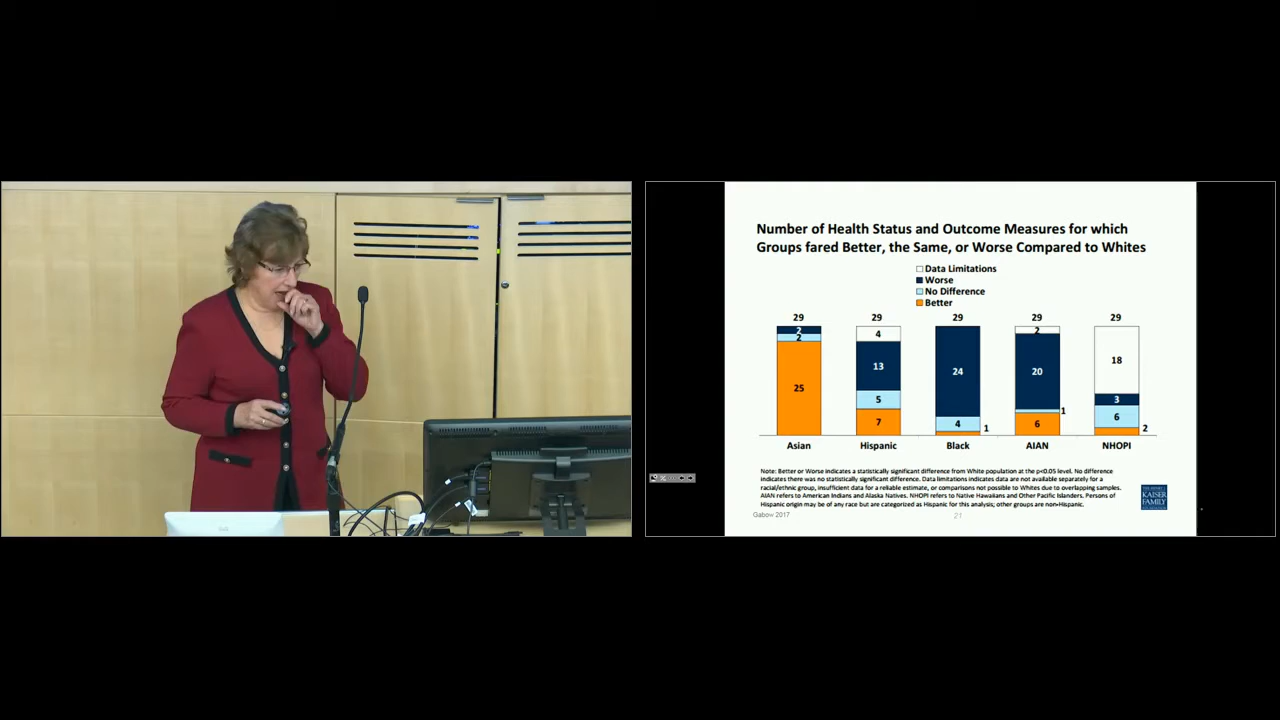 Number of Health Status and Outcome Measures for which
Groups fared Better, the Same, or Worse Compared to Whites
Data Limitations
Worse
No Difference
Better
29 29 29 29 29
2
2
25
4
13
5
7
24
4
1
2
20
1
6
18
3
6
2
Asian Hispanic Black AIAN NHOPI
Note: Better or Worse indicates a statistically significant difference from White population at the p<0.05 level. No difference
indicates there was no statistically significant difference. Data limitations indicates data are not available separately for a
racial/ethnic group, insufficient data for a reliable estimate, or comparisons not possible to Whites due to overlapping samples.
AIAN refers to American Indians and Alaska Natives. NHOPI refers to Native Hawaiians and Other Pacific Islanders. Persons of
Hispanic origin may be of any race but are categorized as Hispanic for this analysis; other groups are non-Hispanic.
KAISER
FAMILY
Gabow 2017
21